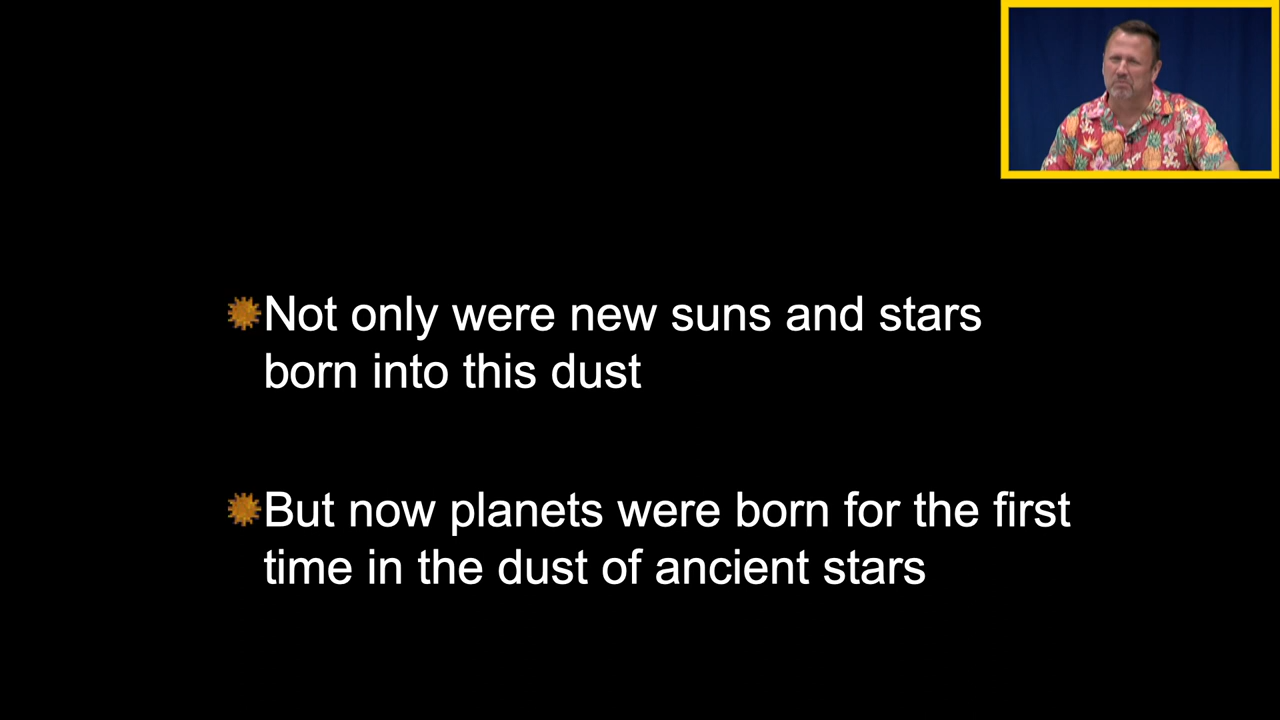 Not only were new suns and stars
born into this dust
But now planets were born for the first
time in the dust of ancient stars